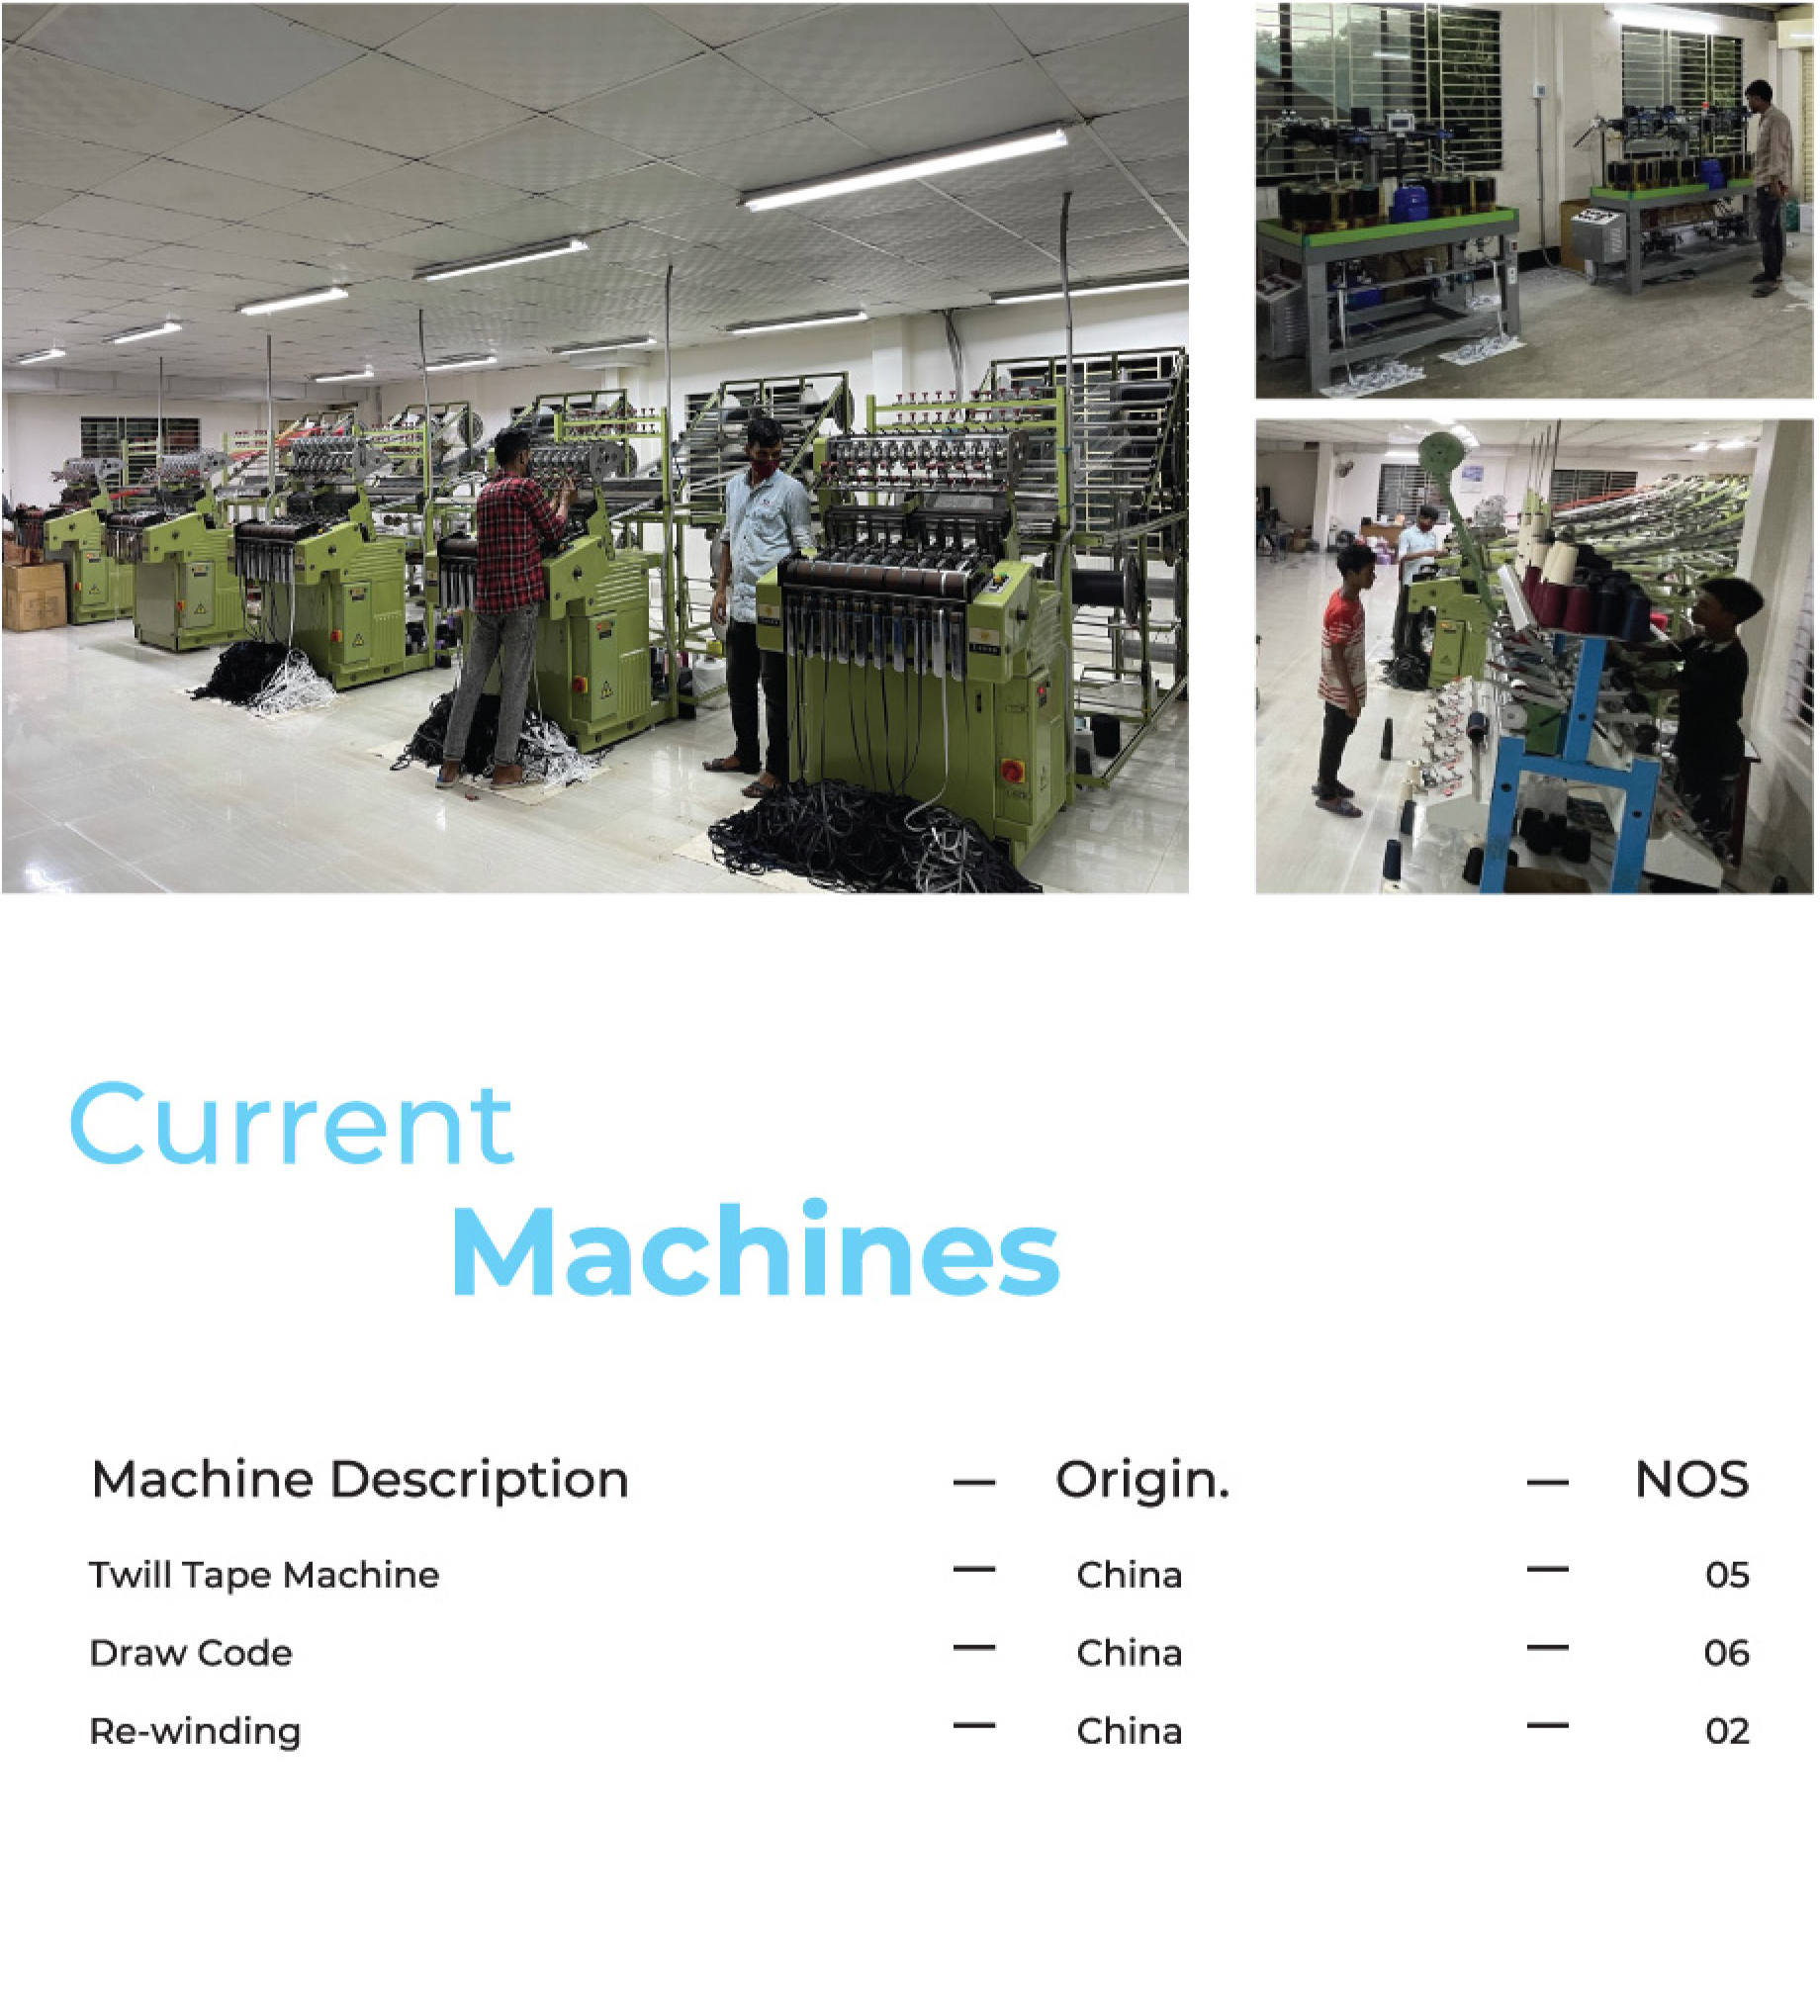 Current
Machines
Machine Description — Origin. — NOS
Twill Tape Machine — China — 05
Draw Code — China — 06
Re-winding — China — 02